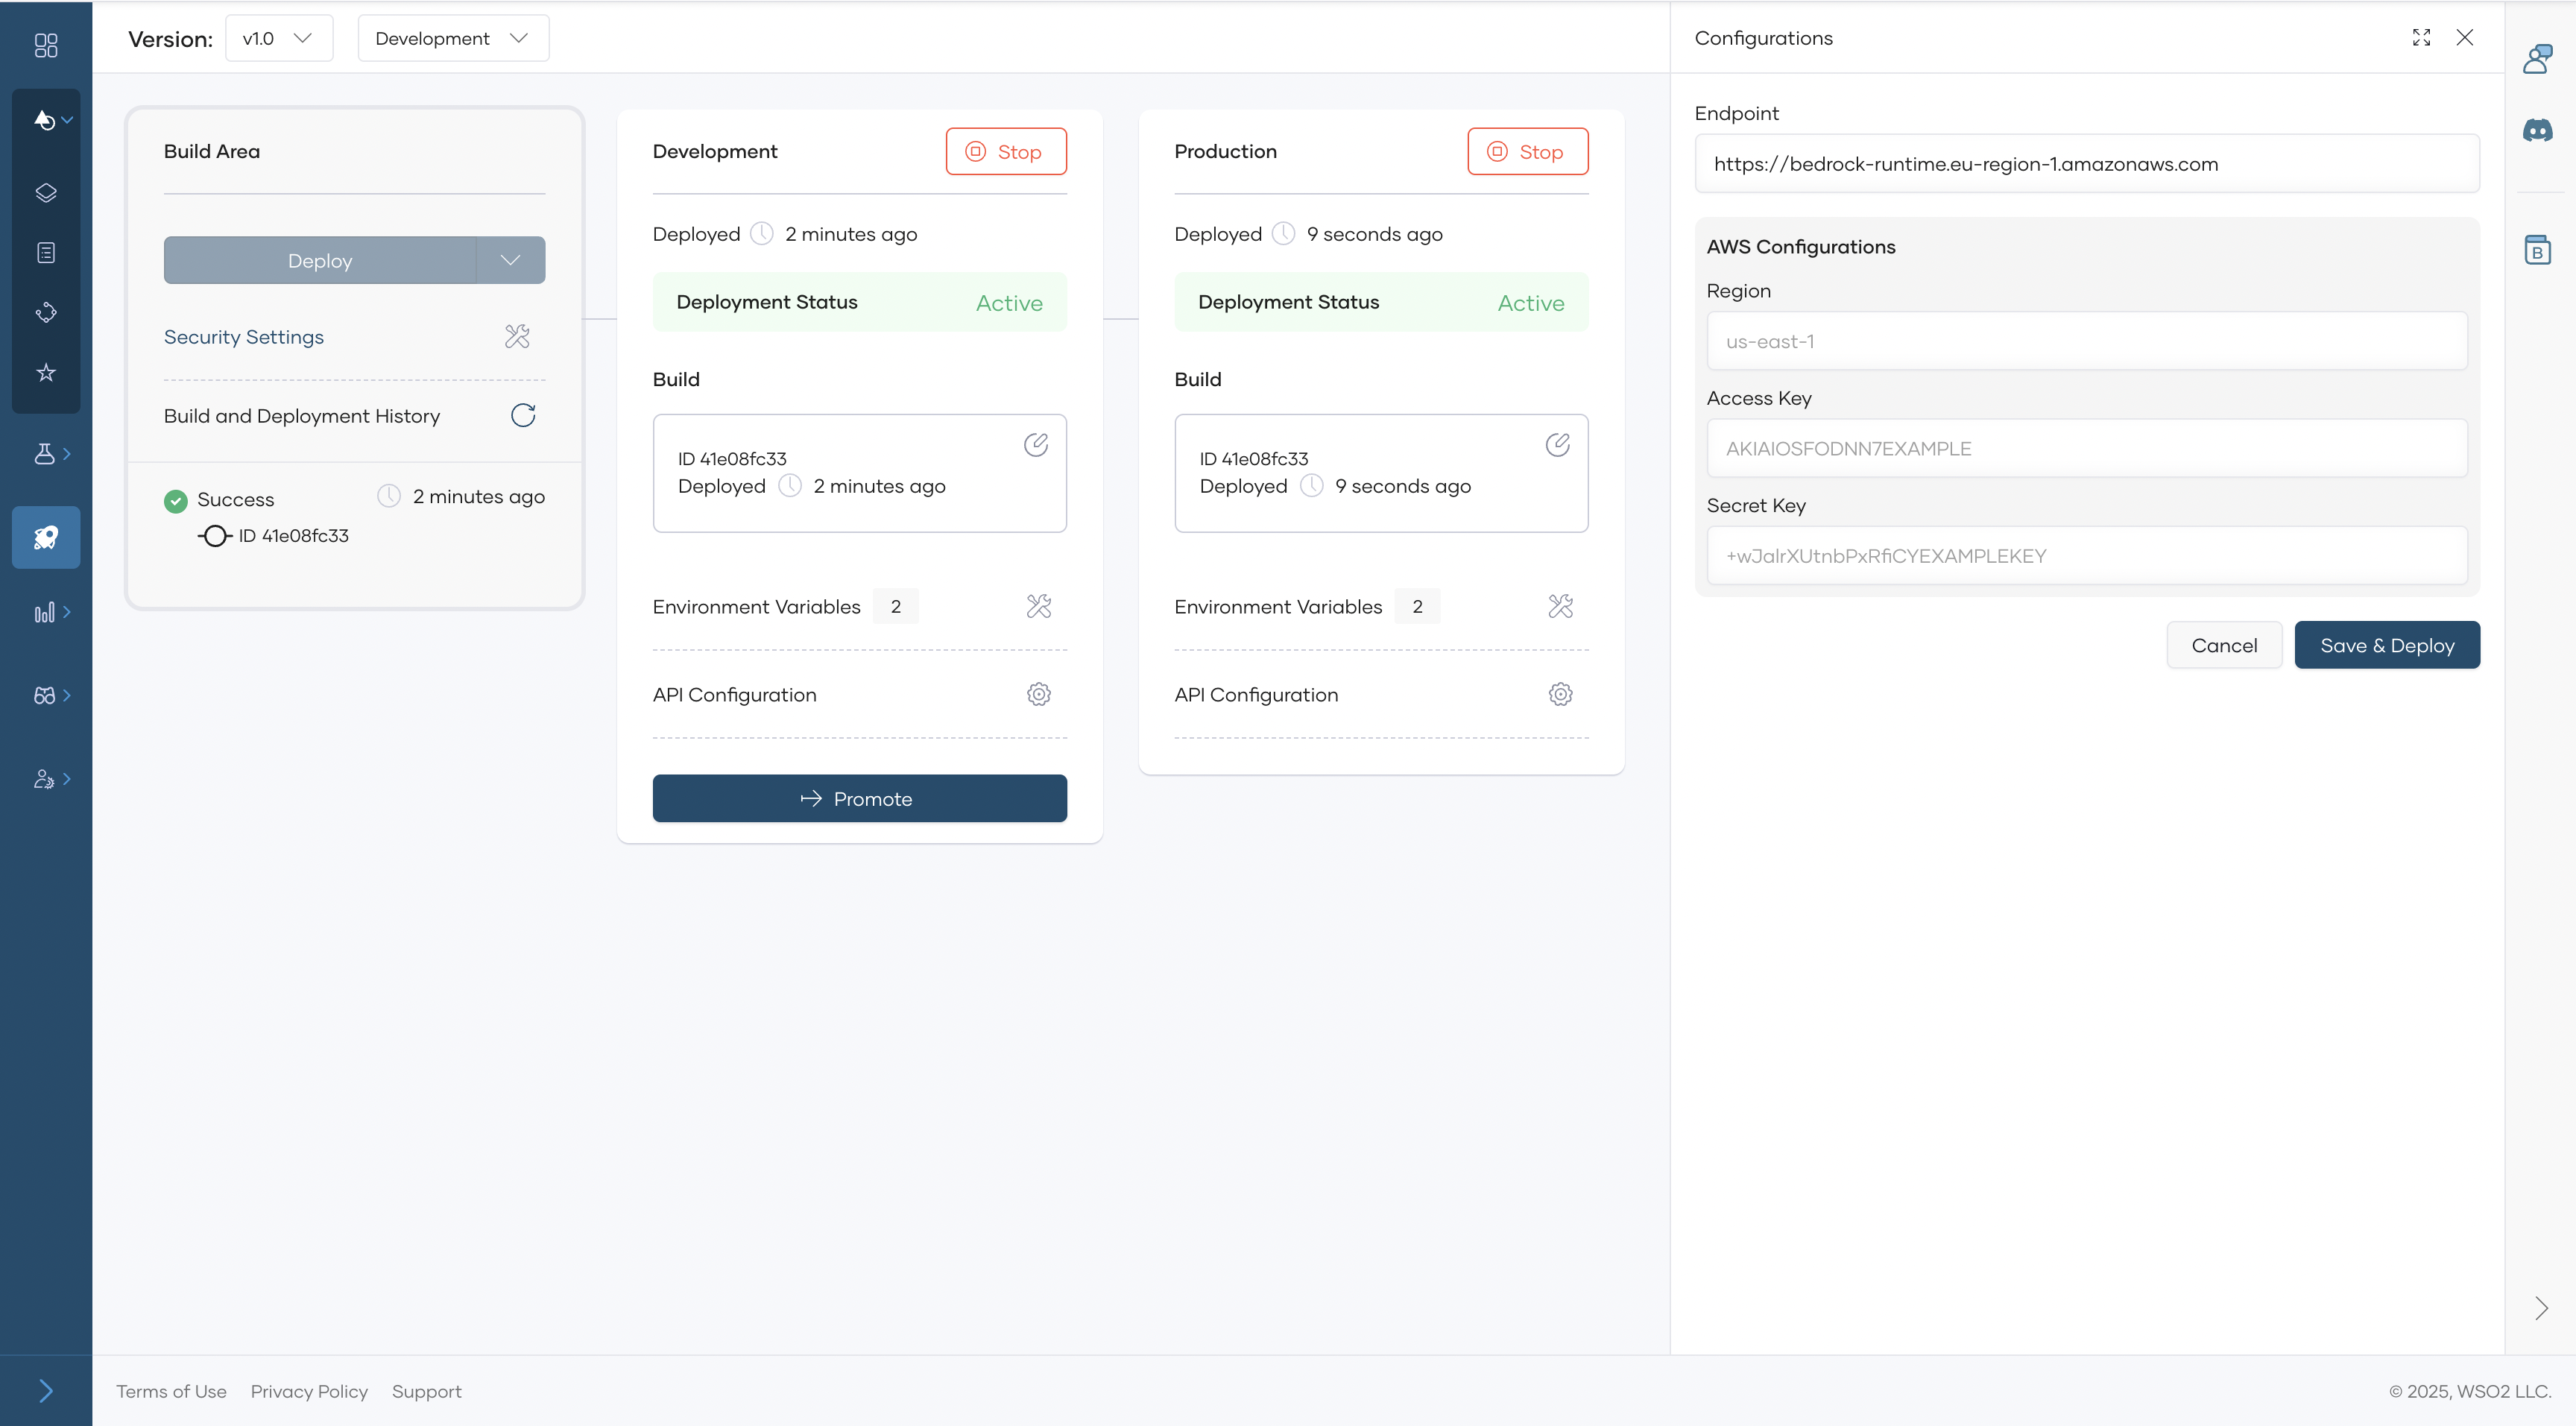 Version:
v1.0
Development
Build Area
Deploy
Security Settings
Build and Deployment History
Success
2 minutes ago
ID 41e08fc33
Development
Stop
Deployed 2 minutes ago
Deployment Status Active
Build
ID 41e08fc33
Deployed 2 minutes ago
Environment Variables 2
API Configuration
Promote
Production
Stop
Deployed 9 seconds ago
Deployment Status Active
Build
ID 41e08fc33
Deployed 9 seconds ago
Environment Variables 2
API Configuration
Configurations
Endpoint
https://bedrock-runtime.eu-region-1.amazonaws.com
AWS Configurations
Region
us-east-1
Access Key
AKIAIOSFODNN7EXAMPLE
Secret Key
+wJalrXUtnbPxRfiCYEXAMPLEKEY
Cancel
Save & Deploy
B
Terms of Use Privacy Policy Support
© 2025, WSO2 LLC.